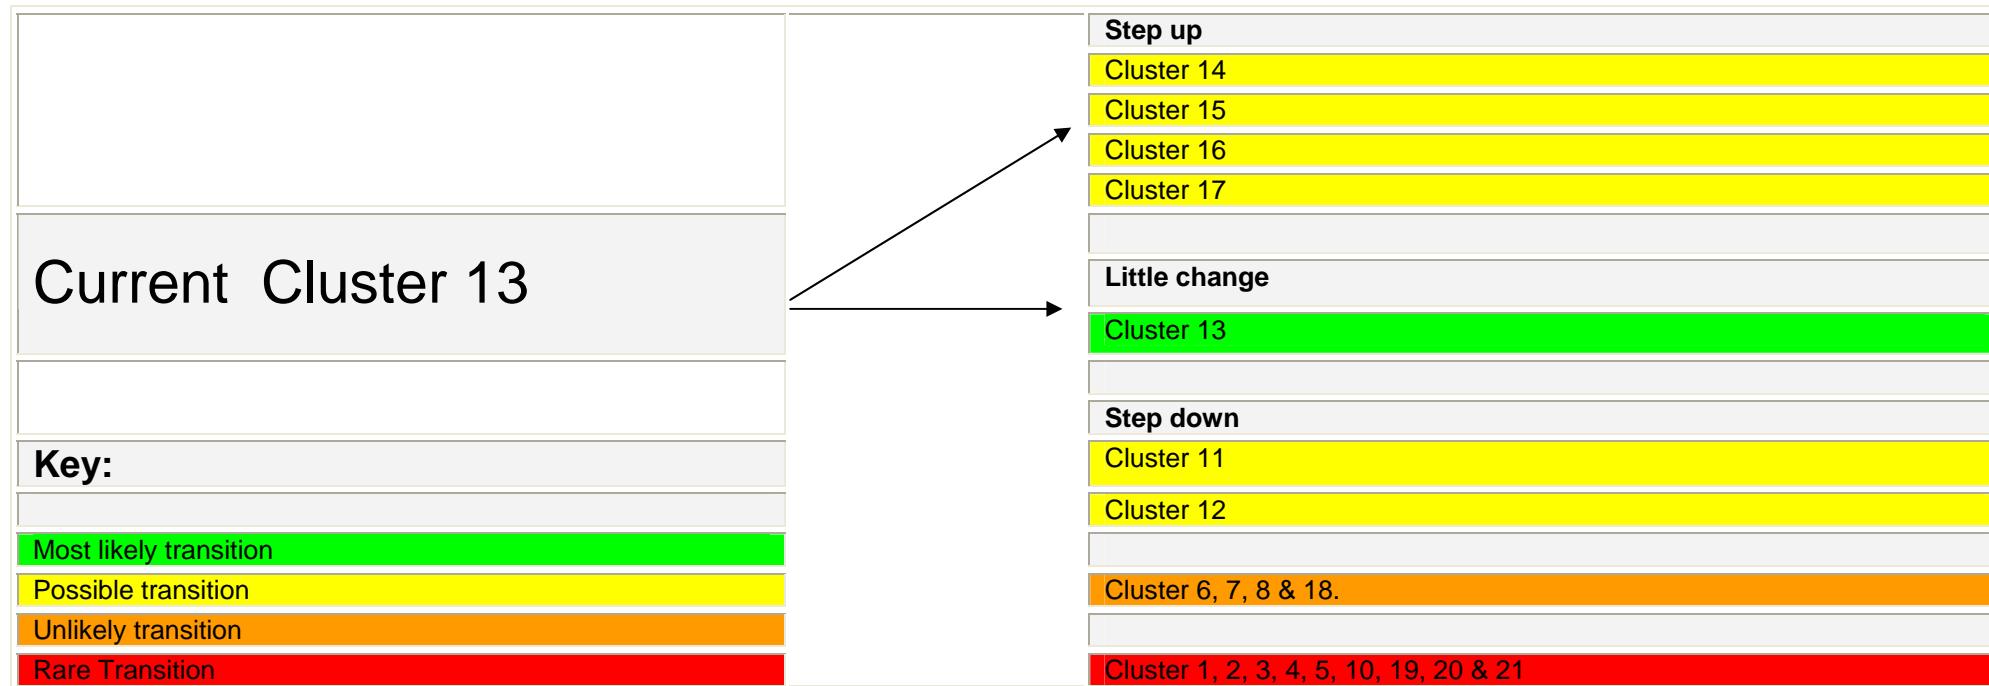 Step up
Cluster 14
Cluster 15
Cluster 16
Cluster 17
Current Cluster 13
Little change
Cluster 13
Step down
Key:
Cluster 11
Cluster 12
Most likely transition
Possible transition
Cluster 6, 7, 8 & 18.
Unlikely transition
Rare Transition
Cluster 1, 2, 3, 4, 5, 10, 19, 20 & 21